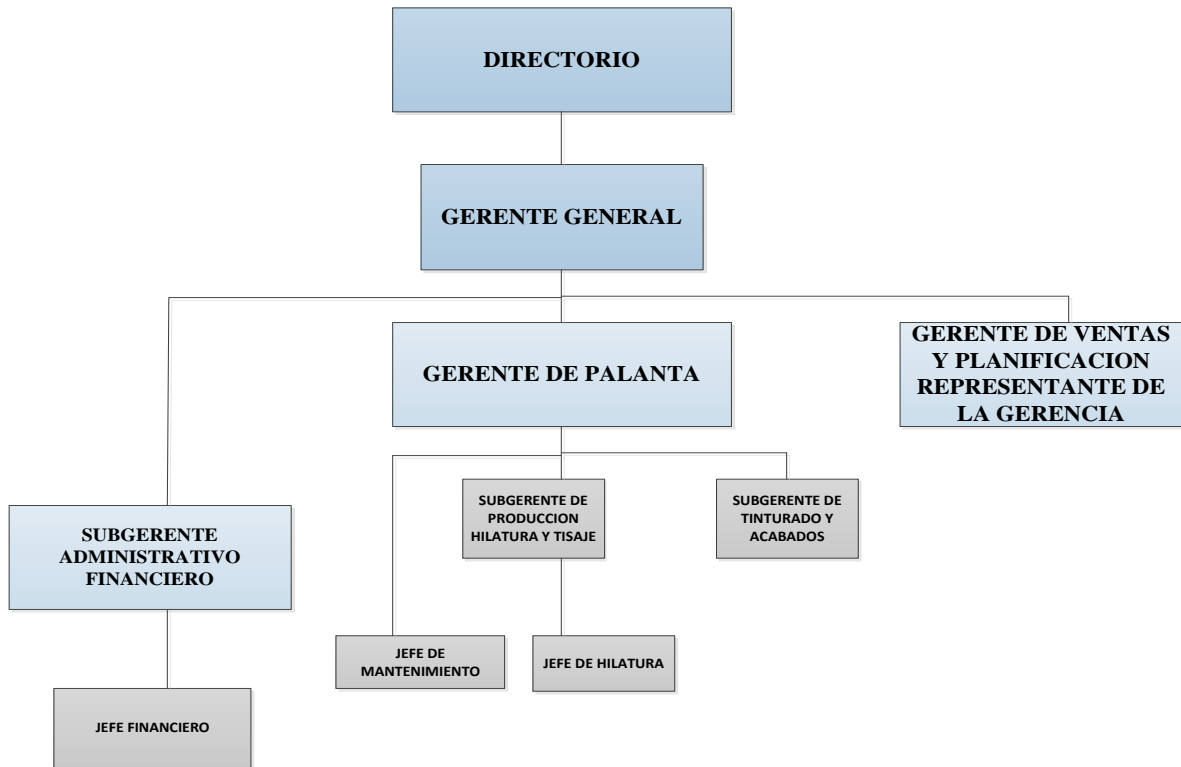 DIRECTORIO
GERENTE GENERAL
GERENTE DE PALANTA
GERENTE DE VENTAS
Y PLANIFICACION
REPRESENTANTE DE
LA GERENCIA
SUBGERENTE
ADMINISTRATIVO
FINANCIERO
SUBGERENTE DE
PRODUCCION
HILATURA Y TISAJE
SUBGERENTE DE
TINTURADO Y
ACABADOS
JEFE DE
MANTENIMIENTO
JEFE DE HILATURA
JEFE FINANCIERO